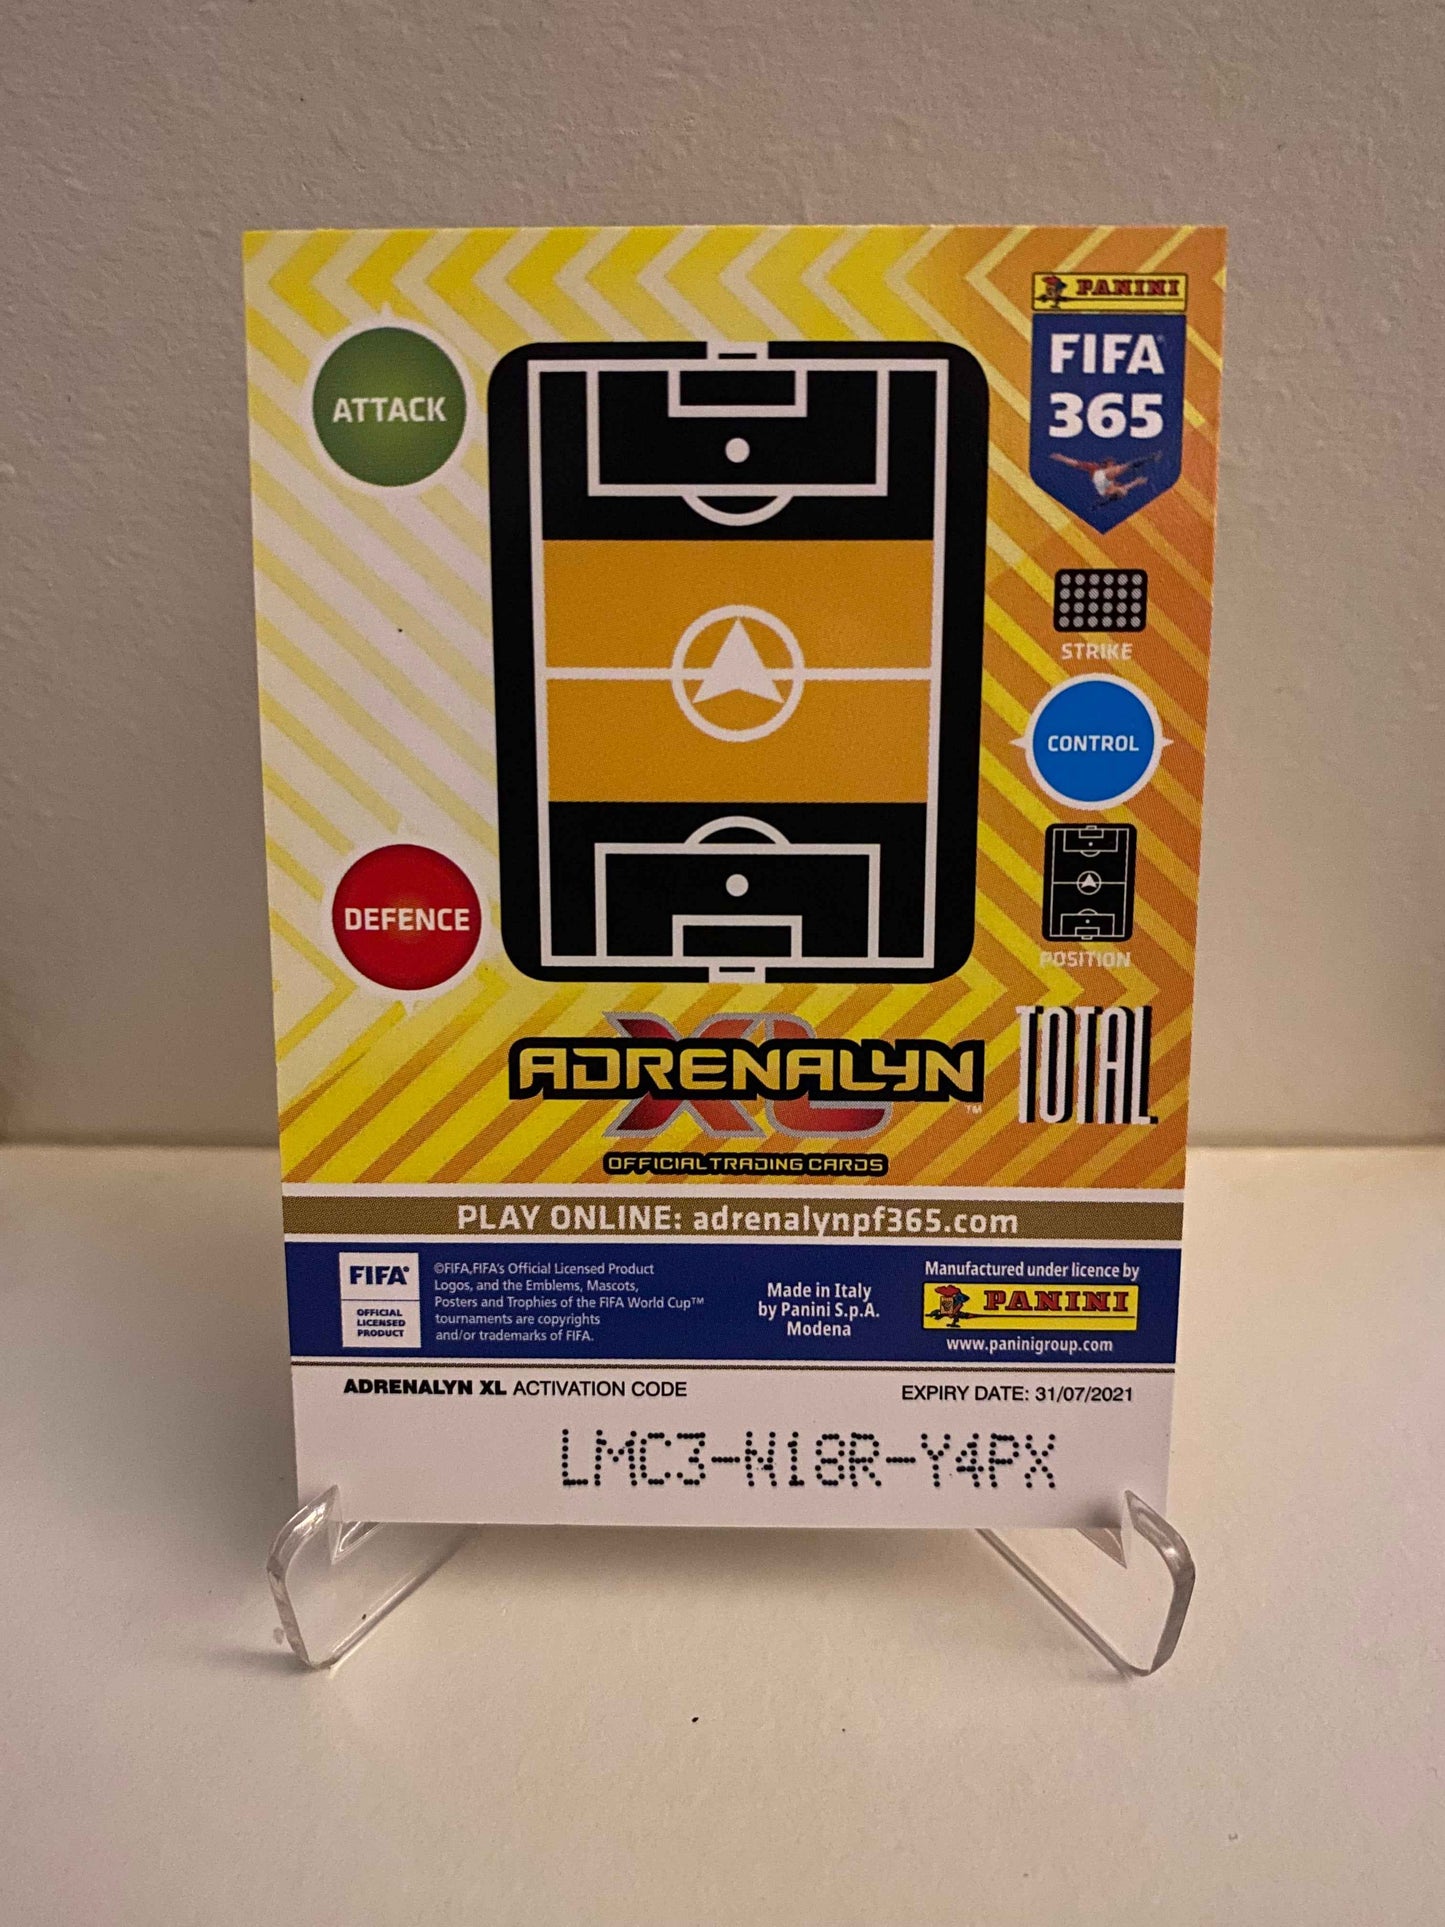 PANINI
FIFA
365
ATTACK
STRIKE
CONTROL
DEFENCE
POSITION
TOTAL
ADRENALYN
XL
™
OFFICIAL TRADING CARDS
PLAY ONLINE: adrenalynpf365.com
FIFA®
OFFICIAL
LICENSED
PRODUCT
©FIFA,FIFA's Official Licensed Product
Logos, and the Emblems, Mascots,
Posters and Trophies of the FIFA World Cup™
tournaments are copyrights
and/or trademarks of FIFA.
Made in Italy
by Panini S.p.A.
Modena
Manufactured under licence by
PANINI
www.paninigroup.com
ADRENALYN XL ACTIVATION CODE
EXPIRY DATE: 31/07/2021
LMC3-N18R-Y4PX